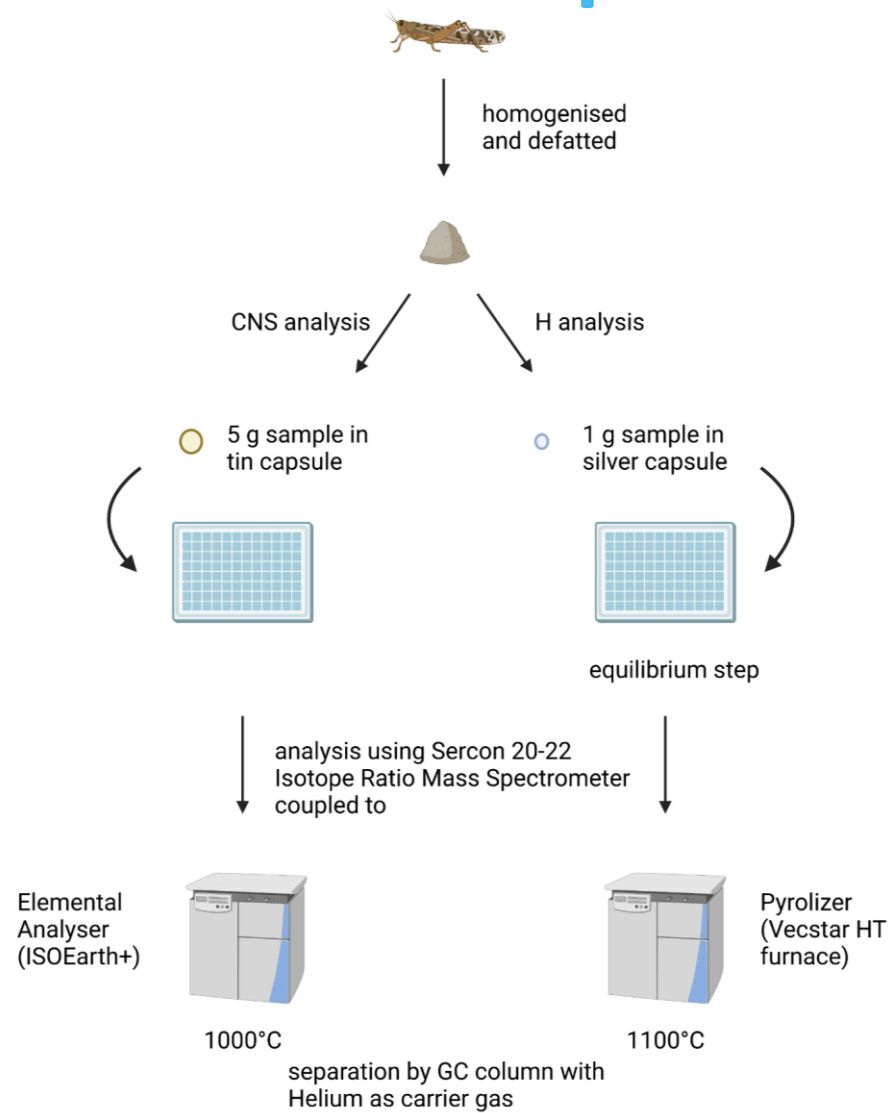 homogenised
and defatted
CNS analysis
H analysis
5 g sample in
tin capsule
1 g sample in
silver capsule
equilibrium step
analysis using Sercon 20-22
Isotope Ratio Mass Spectrometer
coupled to
Elemental
Analyser
(ISOEarth+)
Pyrolizer
(Vecstar HT
furnace)
1000°C
1100°C
separation by GC column with
Helium as carrier gas